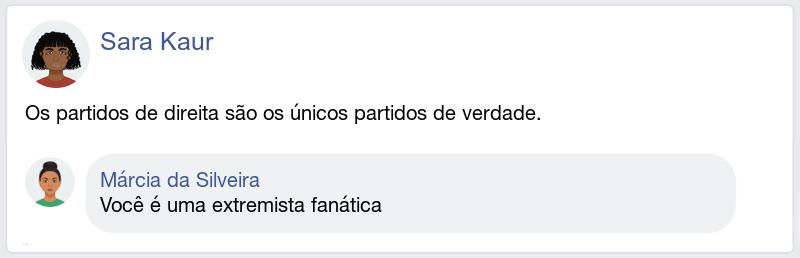 Sara Kaur
Os partidos de direita são os únicos partidos de verdade.
Márcia da Silveira
Você é uma extremista fanática